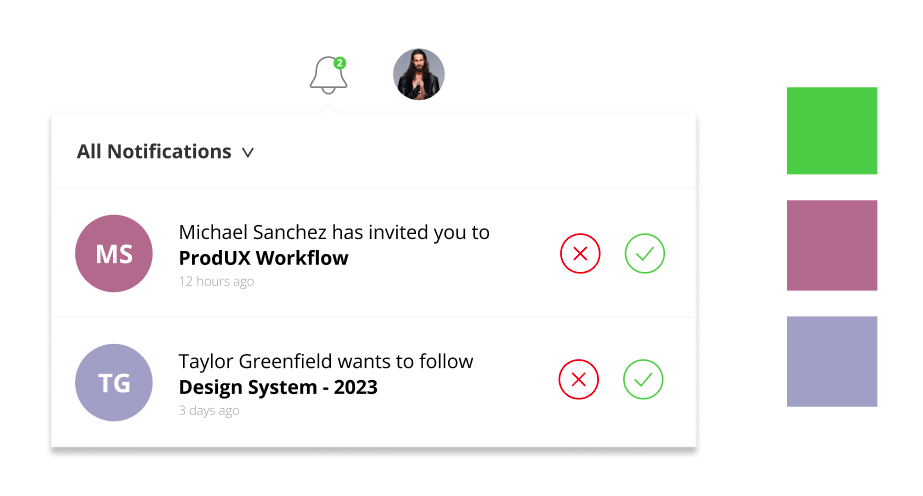 2
All Notifications
MS
Michael Sanchez has invited you to
ProdUX Workflow
12 hours ago
TG
Taylor Greenfield wants to follow
Design System - 2023
3 days ago